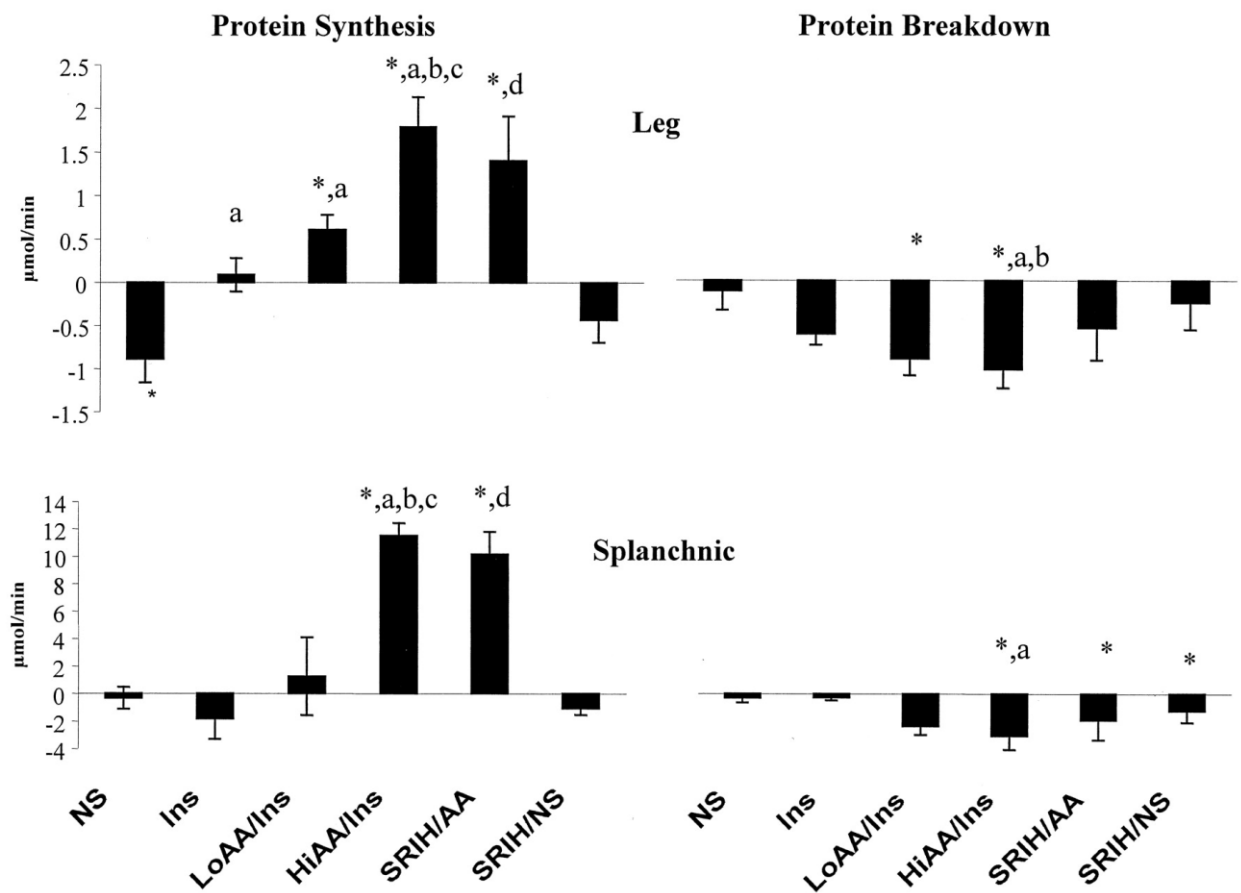 Protein Synthesis
Protein Breakdown
Leg
μmol/min
2.5
2
1.5
1
0.5
0
-0.5
-1
-1.5
*
a
*,a
*,a,b,c
*,d
*
*,a,b
Splanchnic
μmol/min
14
12
10
8
6
4
2
0
-2
-4
*,a,b,c
*,d
*,a
*
*
NS
Ins
LoAA/Ins
HiAA/Ins
SRIH/AA
SRIH/NS
NS
Ins
LoAA/Ins
HiAA/Ins
SRIH/AA
SRIH/NS